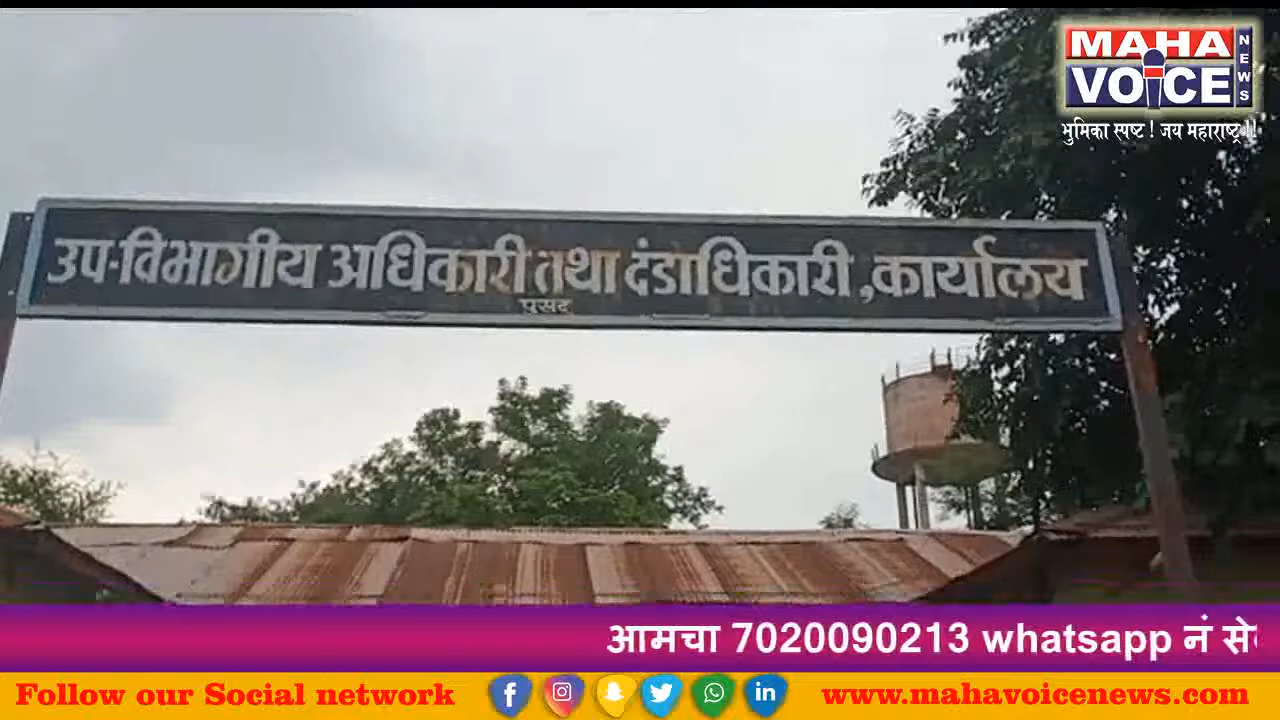 MAHA
VOICE
NEWS
भुमिका स्पष्ट ! जय महाराष्ट्र !!
उप-विभागीय अधिकारी तथा दंडाधिकारी ,कार्यालय
पुसद
आमचा 7020090213 whatsapp नं
Follow our Social network
www.mahavoicenews.com